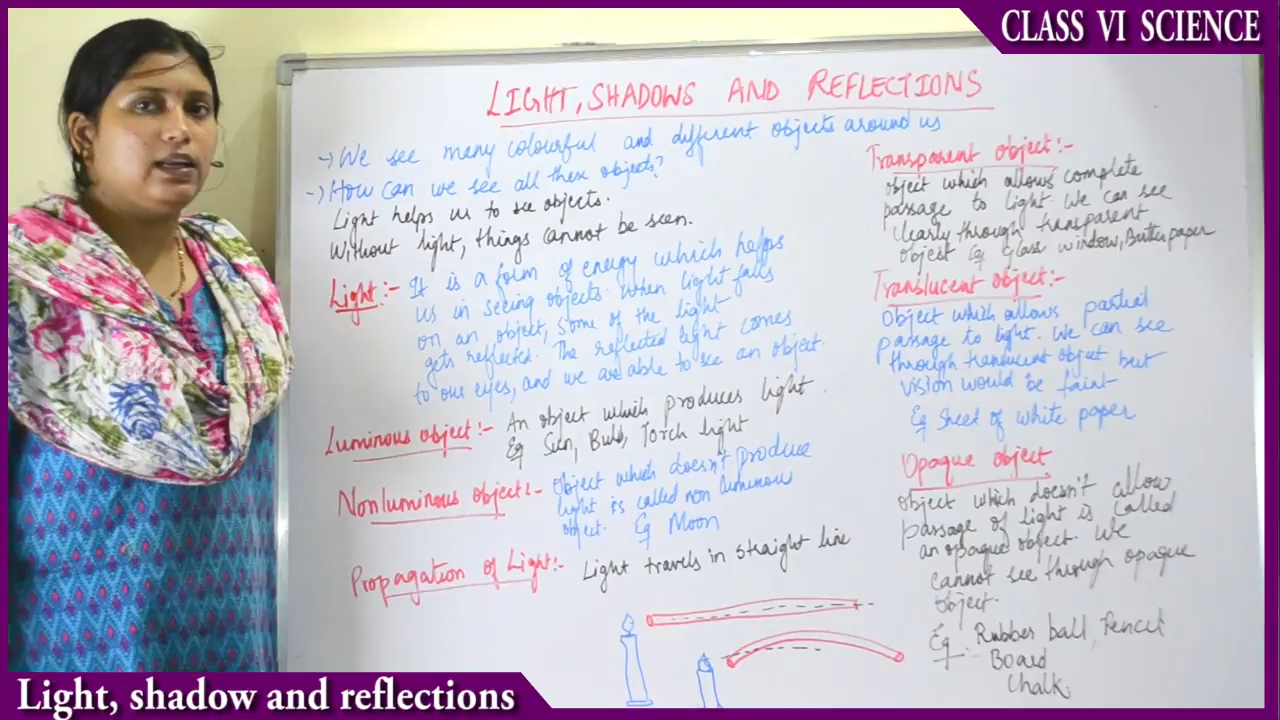 CLASS VI SCIENCE
LIGHT, SHADOWS AND REFLECTIONS
→ We see many colourful and different objects around us
→ How can we see all these objects?
Light helps us to see objects.
Without light, things cannot be seen.
Light:- It is a form of energy which helps
us in seeing objects. When light falls
on an object, some of the light
gets reflected. The reflected light comes
to our eyes, and we are able to see an object.
Luminous object:- An object which produces light.
Eg Sun, Bulb, Torch light
Nonluminous object:- Object which doesn't produce
light is called non luminous
object. Eg Moon
Propagation of Light:- Light travels in straight line
Transparent object:-
object which allows complete
passage to light. We can see
clearly through transparent
object Eg Glass window, Butter paper
Translucent object:-
Object which allows partial
passage to light. We can see
through translucent object but
vision would be faint
Eg Sheet of white paper
Opaque object
object which doesn't allow
passage of light is called
an opaque object. We
cannot see through opaque
object.
Eg:- Rubber ball, Pencil
- Board
Chalk
Light, shadow and reflections